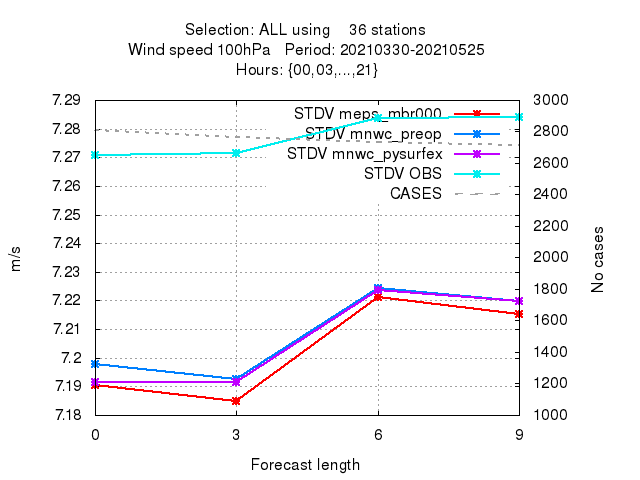 Selection: ALL using 36 stations
Wind speed 100hPa Period: 20210330-20210525
Hours: {00,03,...,21}
7.29
7.28
7.27
7.26
7.25
7.24
7.23
7.22
7.21
7.2
7.19
7.18
3000
2800
2600
2400
2200
2000
1800
1600
1400
1200
1000
STDV meps_mbr000
STDV mnwc_preop
STDV mnwc_pysurfex
STDV OBS
CASES
m/s
No cases
0 3 6 9
Forecast length